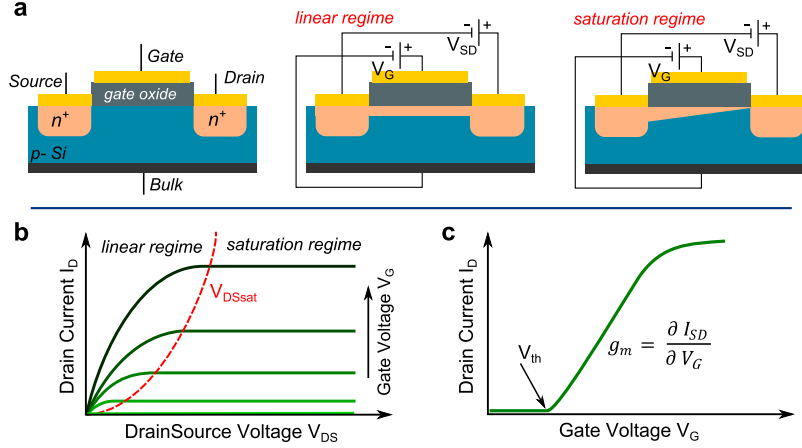 a
Gate
Source
Drain
gate oxide
n+
n+
p- Si
Bulk
linear regime
- +
V_SD
- +
V_G
saturation regime
- +
V_SD
- +
V_G
b
linear regime
saturation regime
V_DSsat
Drain Current I_D
Gate Voltage V_G
DrainSource Voltage V_DS
c
Drain Current I_D
V_th
g_m = ∂ I_SD / ∂ V_G
Gate Voltage V_G